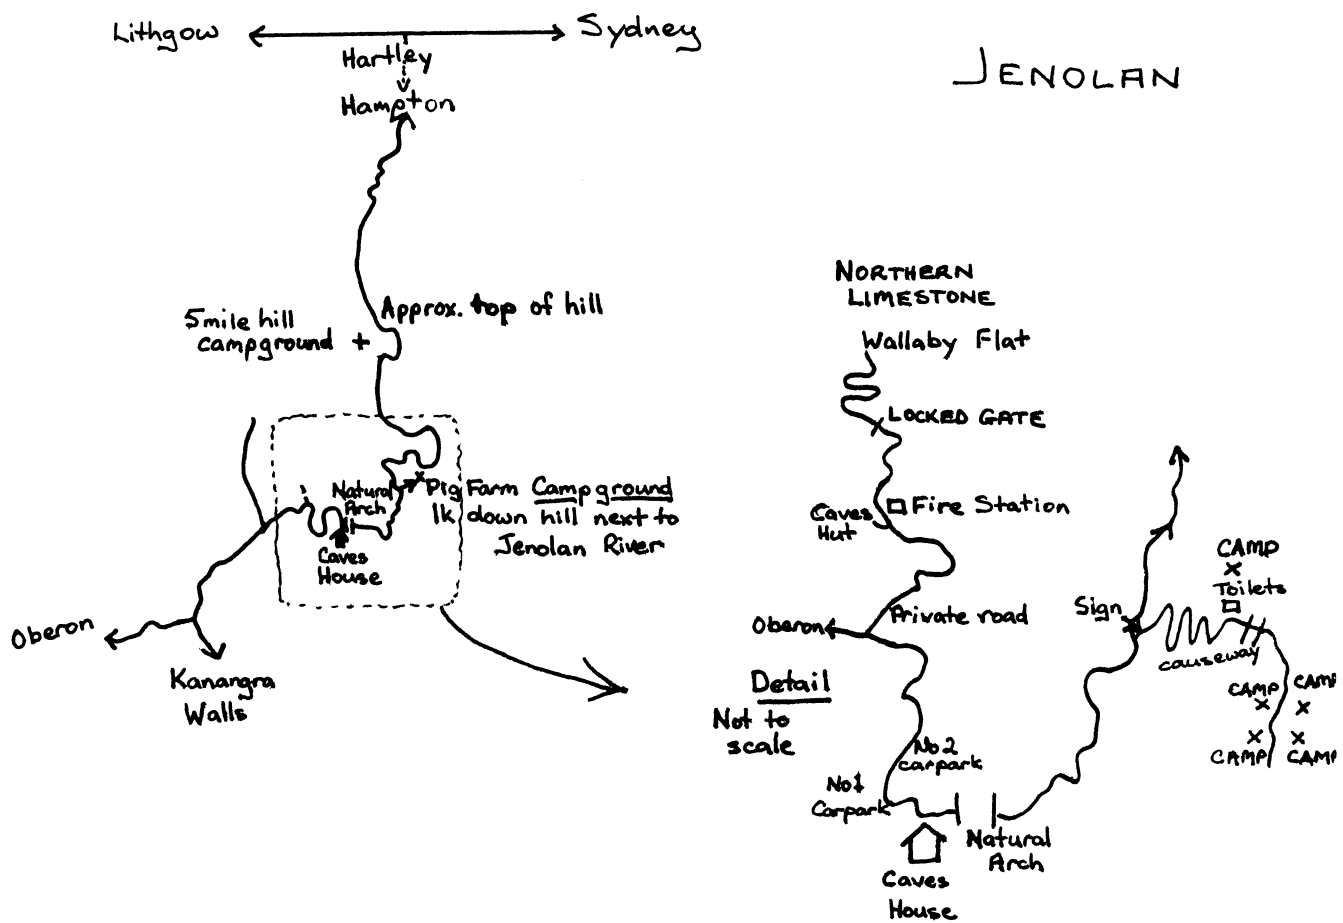 Lithgow
Sydney
Hartley
Hampton
JENOLAN
Approx. top of hill
5mile hill
campground
Natural
Arch
Caves
House
Pig Farm Campground
1k down hill next to
Jenolan River
Oberon
Kanangra
Walls
NORTHERN
LIMESTONE
Wallaby Flat
LOCKED GATE
Fire Station
Caves
Hut
Private road
Oberon
Detail
Not to
scale
No2
carpark
No1
Carpark
Natural
Arch
Caves
House
Sign
CAMP
Toilets
causeway
CAMP
CAMP
CAMP
CAMP